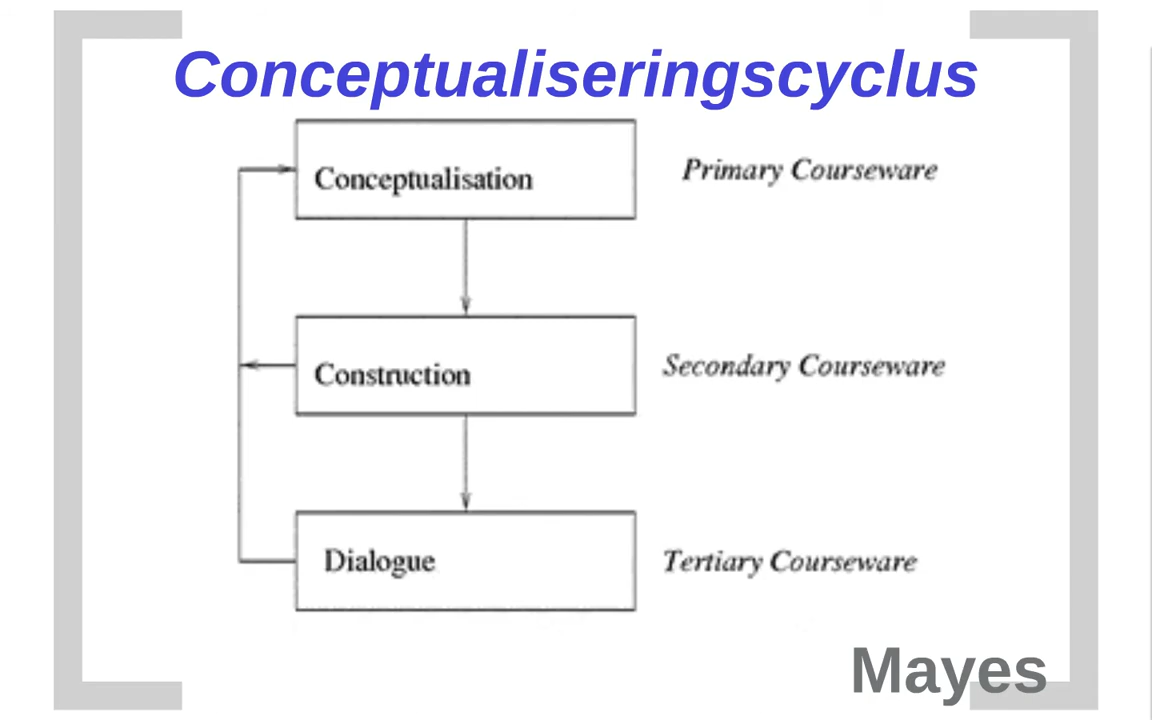 Conceptualiseringscyclus
Conceptualisation
Primary Courseware
Construction
Secondary Courseware
Dialogue
Tertiary Courseware
Mayes